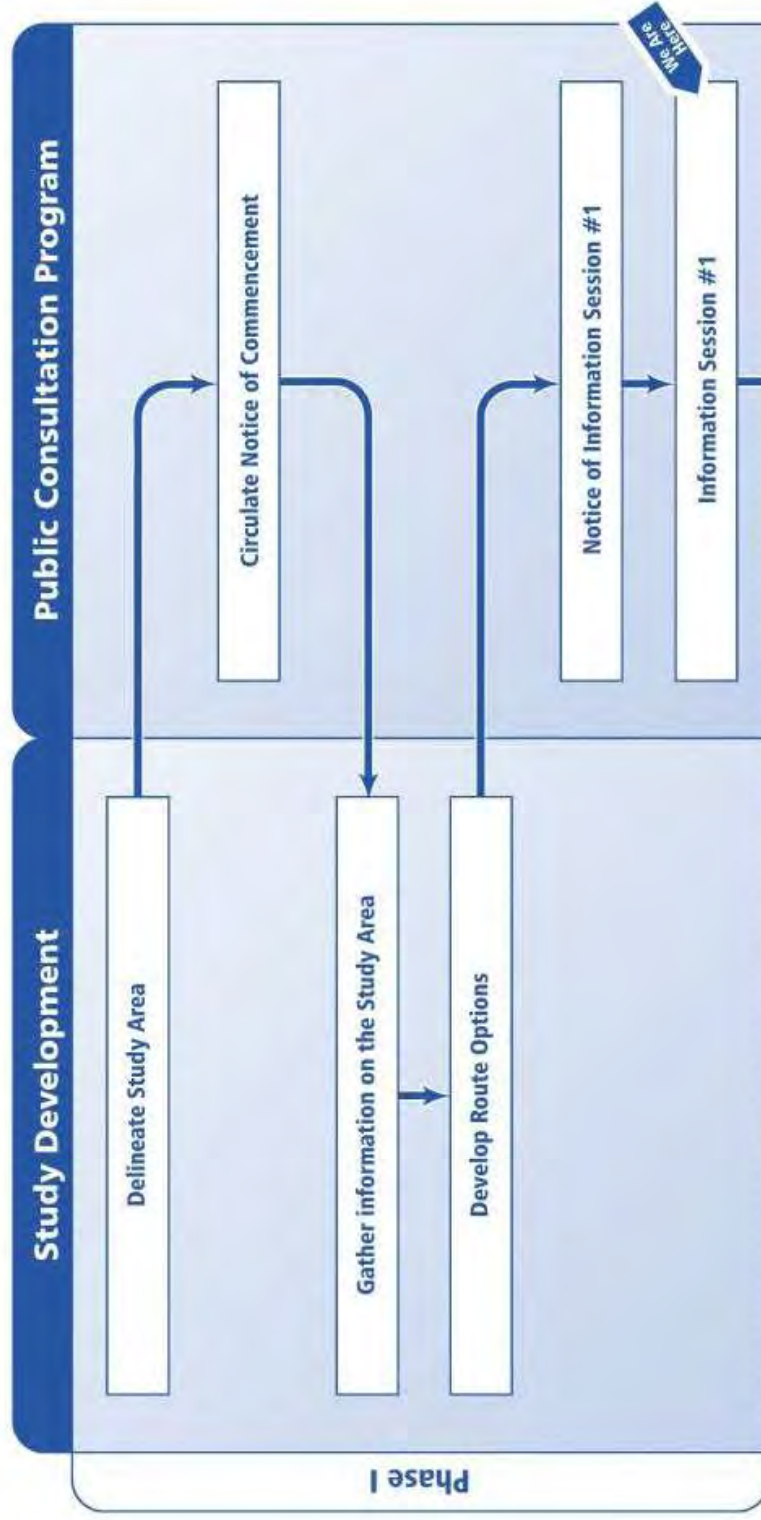 Study Development
Public Consultation Program
Phase I
Delineate Study Area
Circulate Notice of Commencement
Gather information on the Study Area
Develop Route Options
Notice of Information Session #1
We Are
Here
Information Session #1